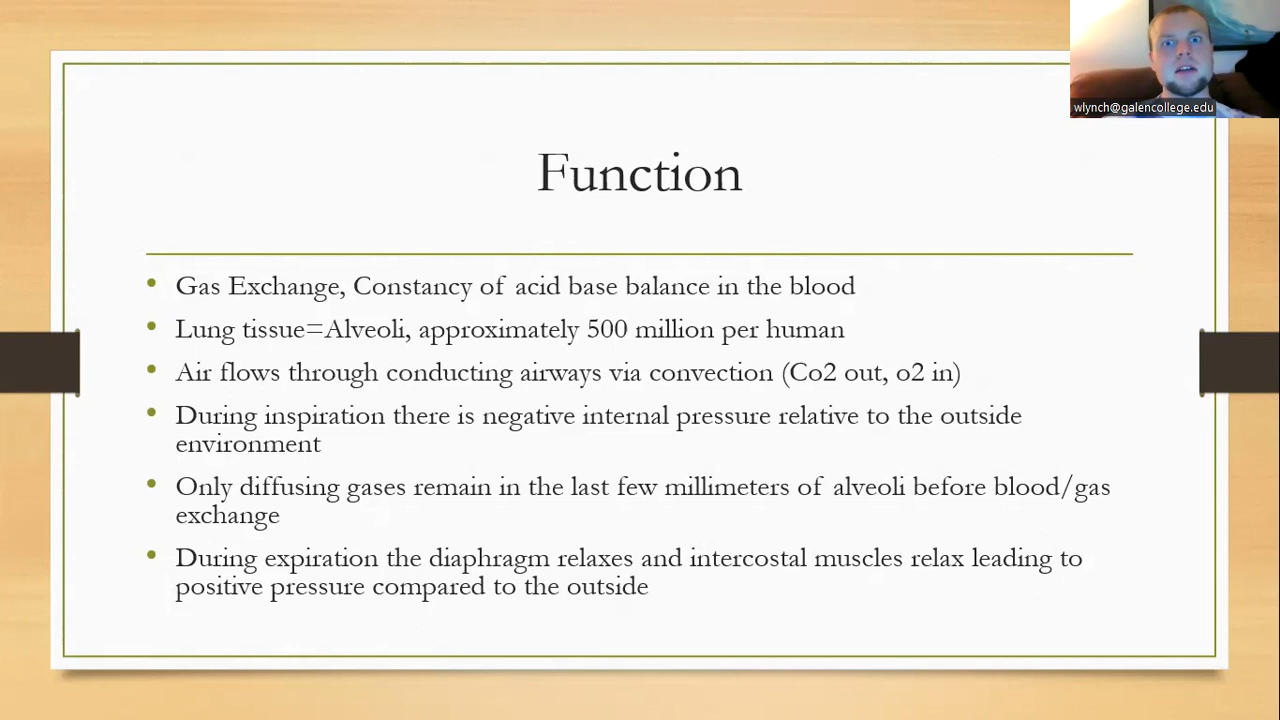 wlynch@galencollege.edu
Function
• Gas Exchange, Constancy of acid base balance in the blood
• Lung tissue=Alveoli, approximately 500 million per human
• Air flows through conducting airways via convection (Co2 out, o2 in)
• During inspiration there is negative internal pressure relative to the outside
environment
• Only diffusing gases remain in the last few millimeters of alveoli before blood/gas
exchange
• During expiration the diaphragm relaxes and intercostal muscles relax leading to
positive pressure compared to the outside